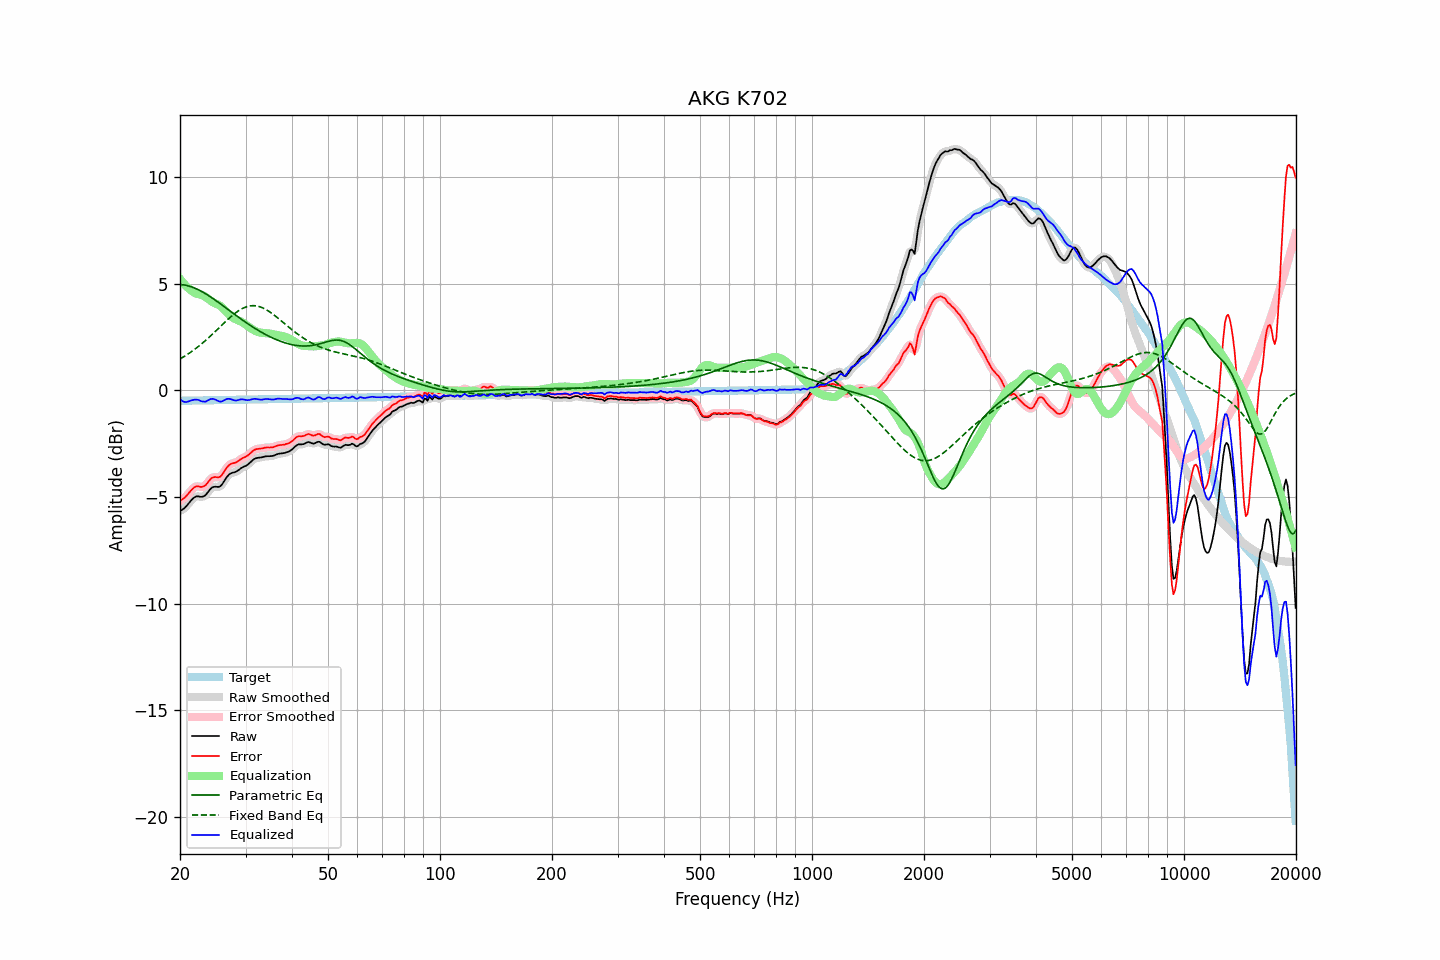 AKG K702
Amplitude (dBr)
10
5
0
−5
−10
−15
−20
Target
Raw Smoothed
Error Smoothed
Raw
Error
Equalization
Parametric Eq
Fixed Band Eq
Equalized
20 50 100 200 500 1000 2000 5000 10000 20000
Frequency (Hz)